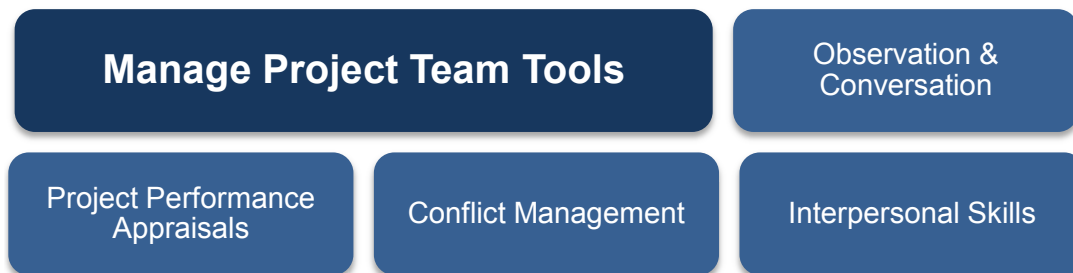 Manage Project Team Tools
Observation &
Conversation
Project Performance
Appraisals
Conflict Management
Interpersonal Skills